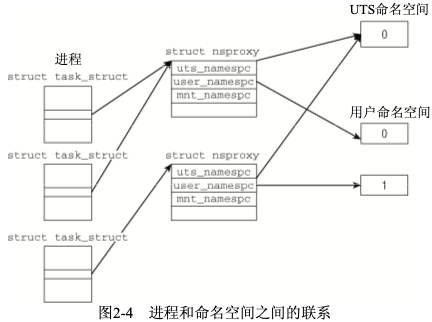 UTS命名空间
0
进程
struct nsproxy
struct task_struct
uts_namespc
user_namespc
mnt_namespc
用户命名空间
0
struct task_struct
struct nsproxy
uts_namespc
user_namespc
mnt_namespc
1
struct task_struct
图2-4 进程和命名空间之间的联系